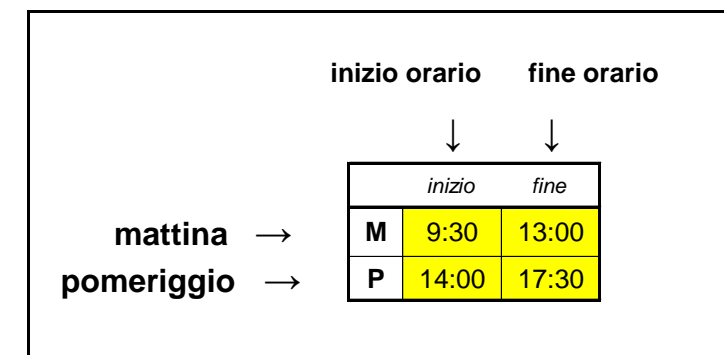 inizio orario fine orario
↓ ↓
inizio fine
mattina → M 9:30 13:00
pomeriggio → P 14:00 17:30